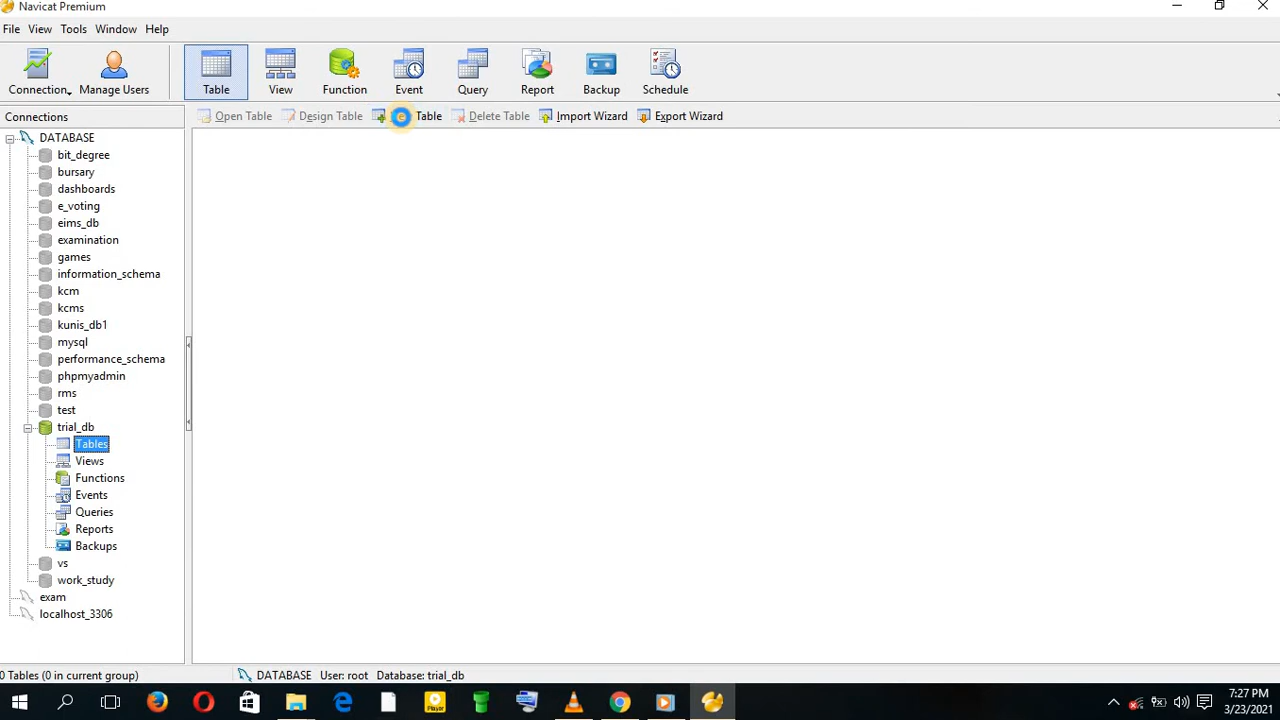 Navicat Premium
File View Tools Window Help
Connection Manage Users Table View Function Event Query Report Backup Schedule
Connections
Open Table Design Table Table Delete Table Import Wizard Export Wizard
DATABASE
bit_degree
bursary
dashboards
e_voting
eims_db
examination
games
information_schema
kcm
kcms
kunis_db1
mysql
performance_schema
phpmyadmin
rms
test
trial_db
Tables
Views
Functions
Events
Queries
Reports
Backups
vs
work_study
exam
localhost_3306
0 Tables (0 in current group) DATABASE User: root Database: trial_db
Player
7:27 PM
3/23/2021